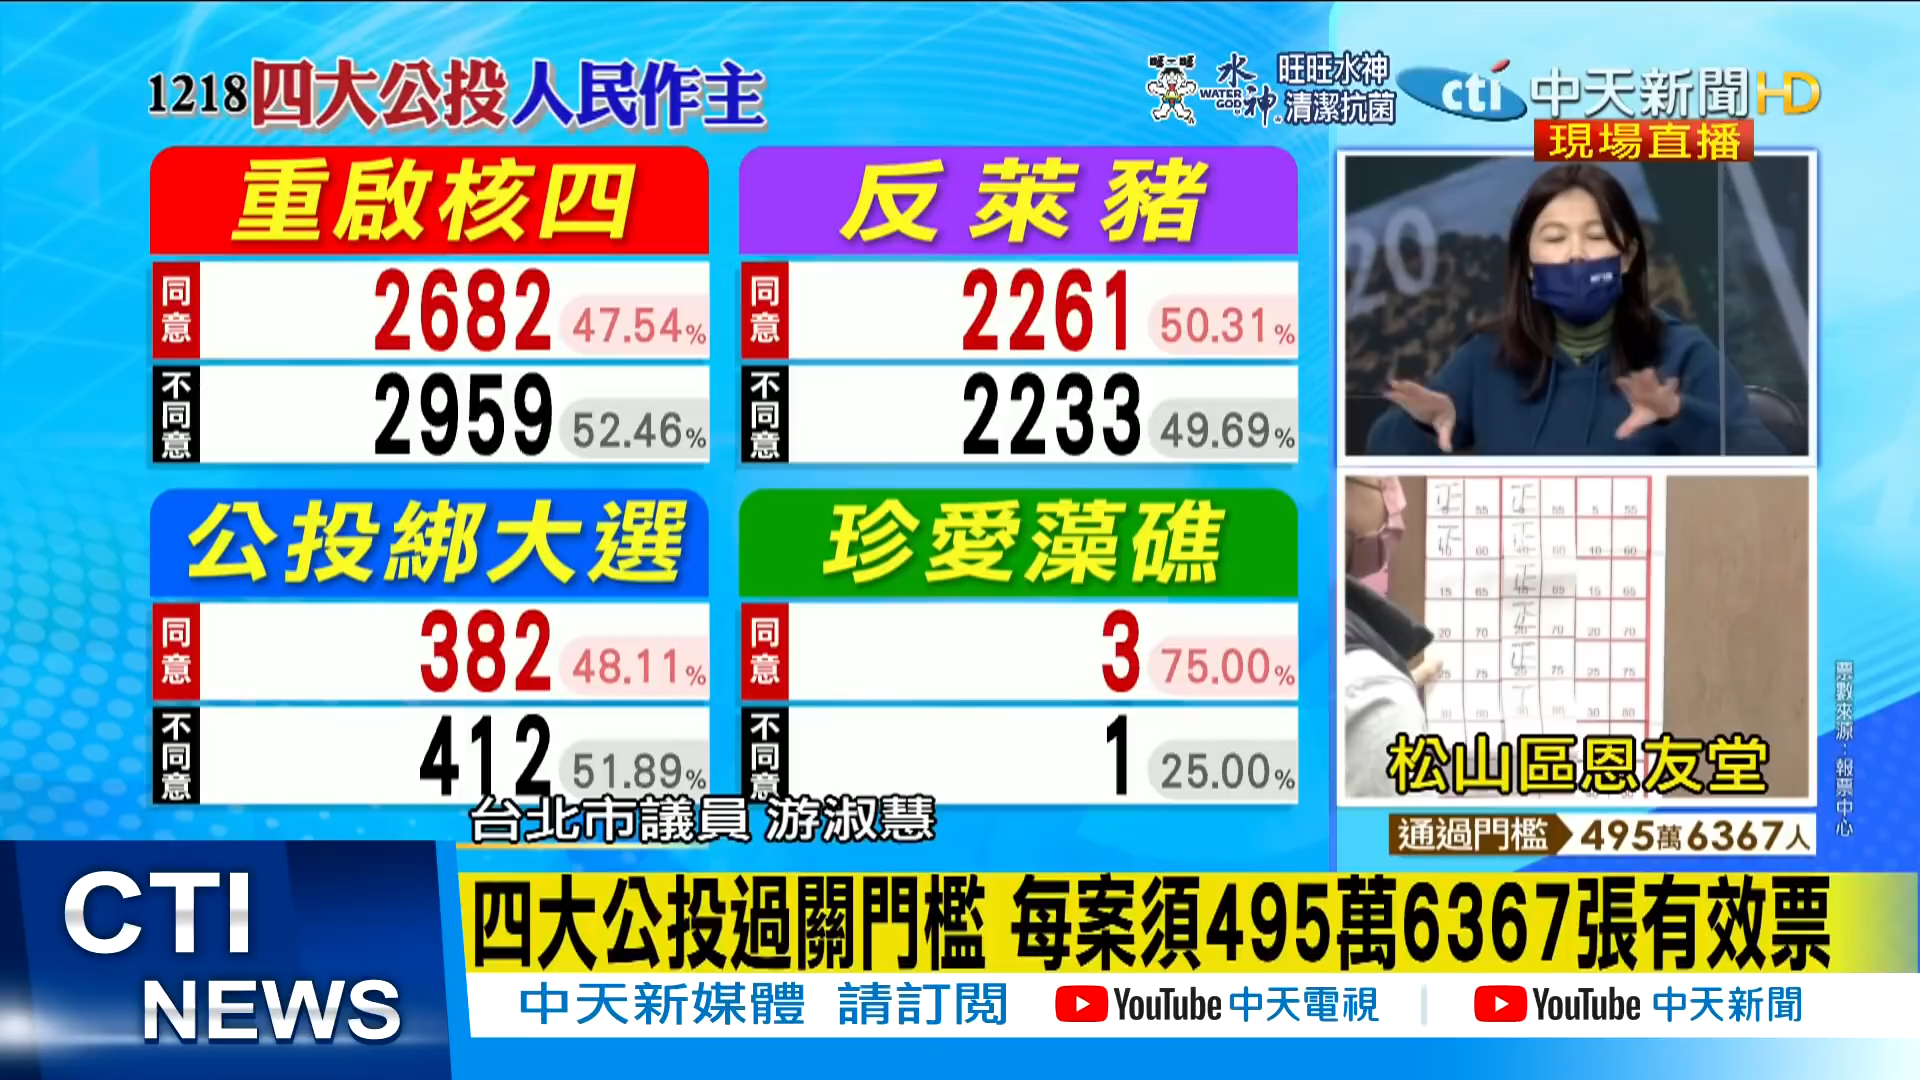 1218四大公投人民作主
旺旺
水神
WATER GOD
旺旺水神
清潔抗菌
cti 中天新聞HD
現場直播
重啟核四
同意 2682 47.54%
不同意 2959 52.46%
反萊豬
同意 2261 50.31%
不同意 2233 49.69%
公投綁大選
同意 382 48.11%
不同意 412 51.89%
珍愛藻礁
同意 3 75.00%
不同意 1 25.00%
20
松山區恩友堂
通過門檻 495萬6367人
票數來源:報票中心
台北市議員 游淑慧
CTI
NEWS
四大公投過關門檻 每案須495萬6367張有效票
中天新媒體 請訂閱 YouTube 中天電視 | YouTube 中天新聞